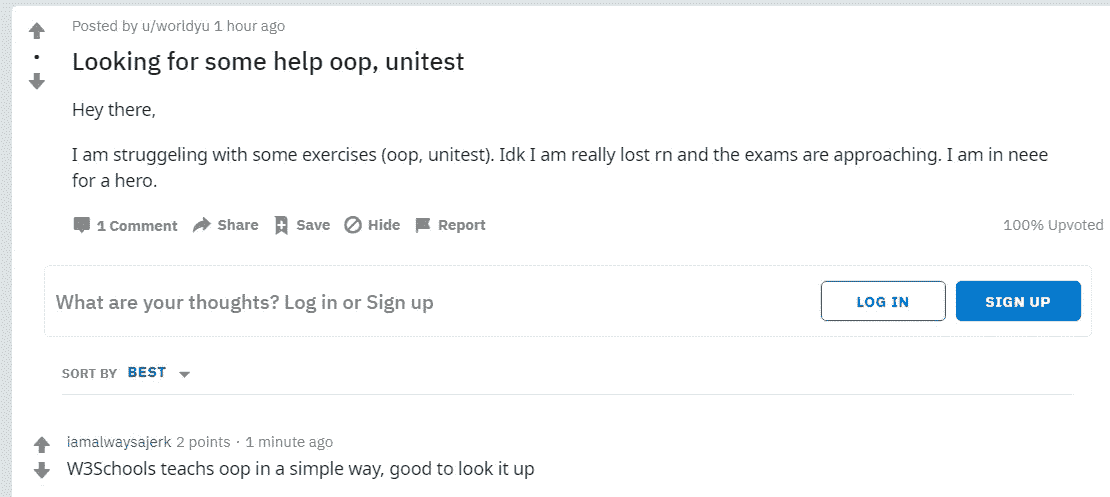 Posted by u/worldyu 1 hour ago
Looking for some help oop, unitest
Hey there,
I am struggeling with some exercises (oop, unitest). Idk I am really lost rn and the exams are approaching. I am in neee
for a hero.
1 Comment Share Save Hide Report 100% Upvoted
What are your thoughts? Log in or Sign up LOG IN SIGN UP
SORT BY BEST
iamalwaysajerk 2 points · 1 minute ago
W3Schools teachs oop in a simple way, good to look it up